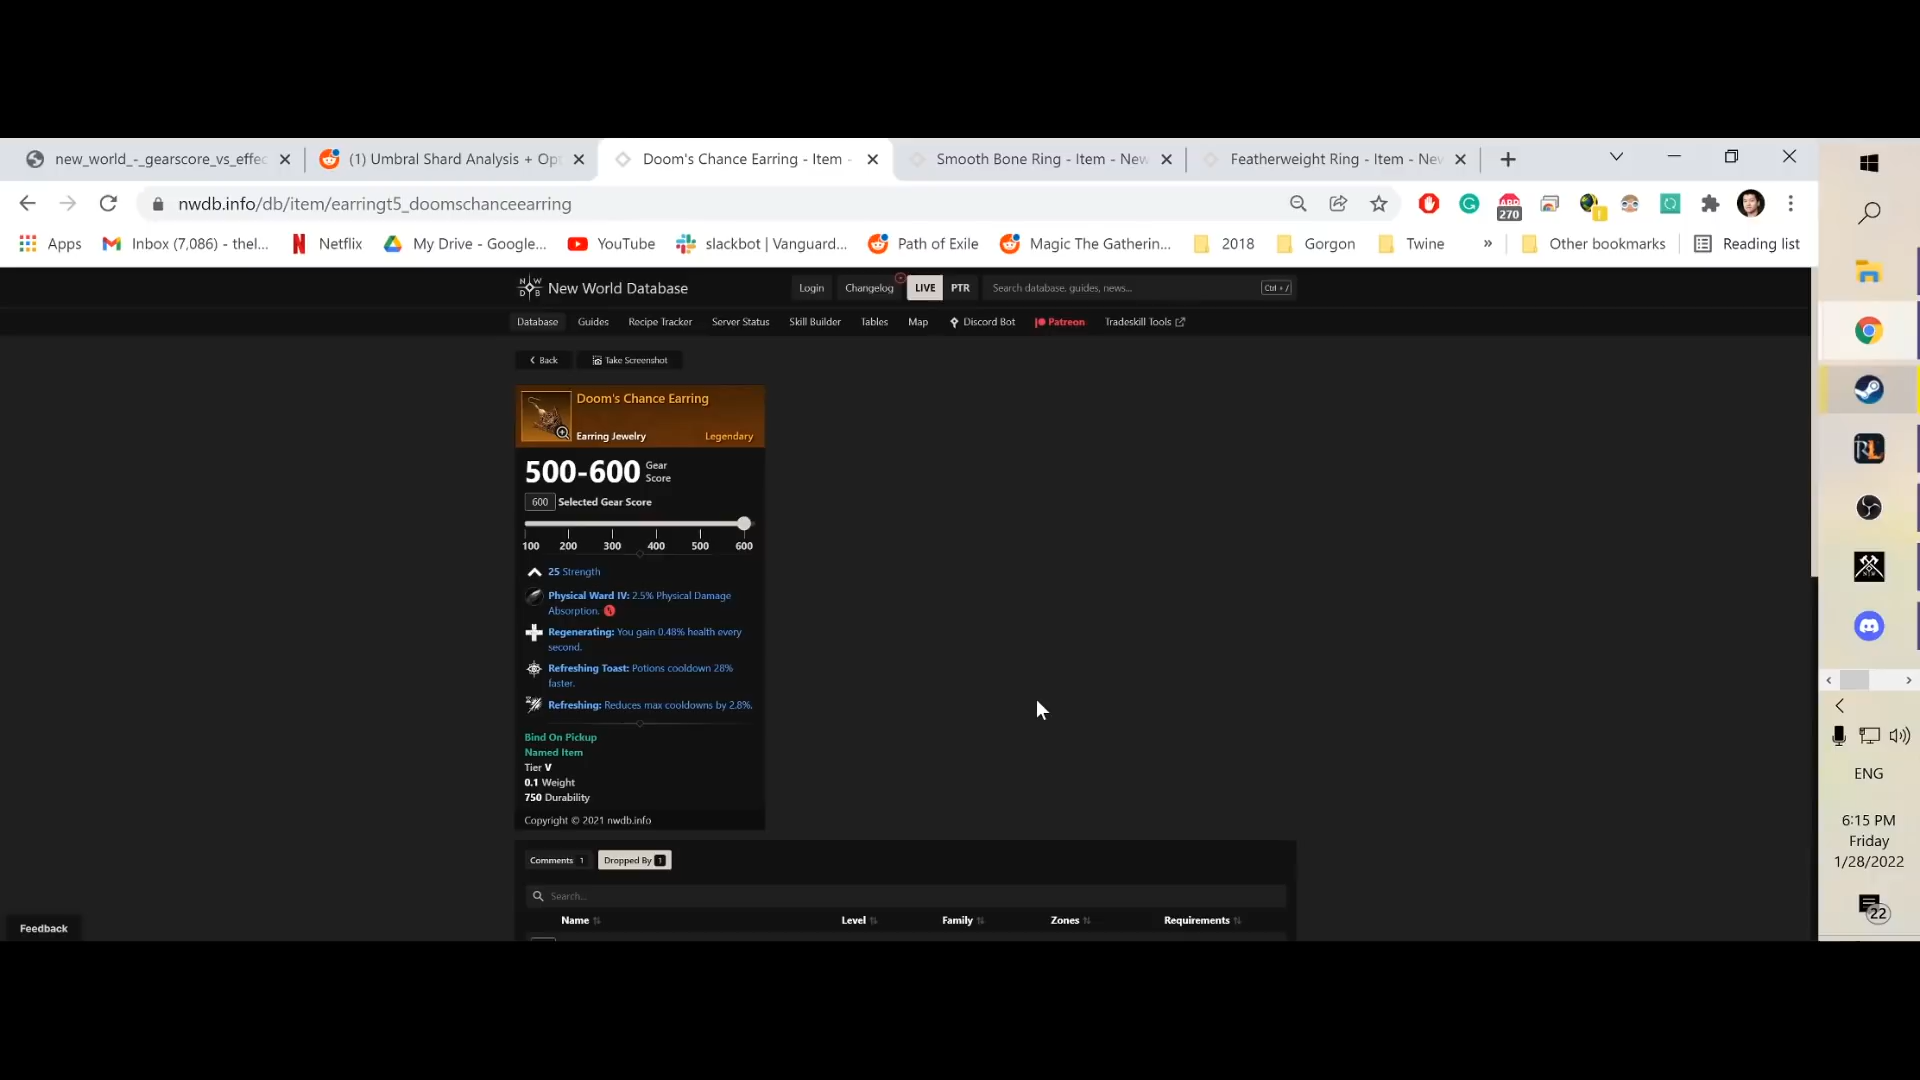 new_world_-_gearscore_vs_effec
(1) Umbral Shard Analysis + Op
Doom's Chance Earring - Item -
Smooth Bone Ring - Item - New
Featherweight Ring - Item - Nev
nwdb.info/db/item/earringt5_doomschanceearring
270
Apps
Inbox (7,086) - thel...
Netflix
My Drive - Google...
YouTube
slackbot | Vanguard...
Path of Exile
Magic The Gatherin...
2018
Gorgon
Twine
»
Other bookmarks
Reading list
New World Database
Login
Changelog
LIVE
PTR
Search database, guides, news...
Ctrl + /
Database
Guides
Recipe Tracker
Server Status
Skill Builder
Tables
Map
Discord Bot
Patreon
Tradeskill Tools
Back
Take Screenshot
Doom's Chance Earring
Earring Jewelry
Legendary
500-600 Gear
Score
600 Selected Gear Score
100 200 300 400 500 600
25 Strength
Physical Ward IV: 2.5% Physical Damage
Absorption.
Regenerating: You gain 0.48% health every
second.
Refreshing Toast: Potions cooldown 28%
faster.
Refreshing: Reduces max cooldowns by 2.8%.
Bind On Pickup
Named Item
Tier V
0.1 Weight
750 Durability
Copyright © 2021 nwdb.info
Comments 1
Dropped By 1
Search...
Name
Level
Family
Zones
Requirements
Feedback
ENG
6:15 PM
Friday
1/28/2022
22